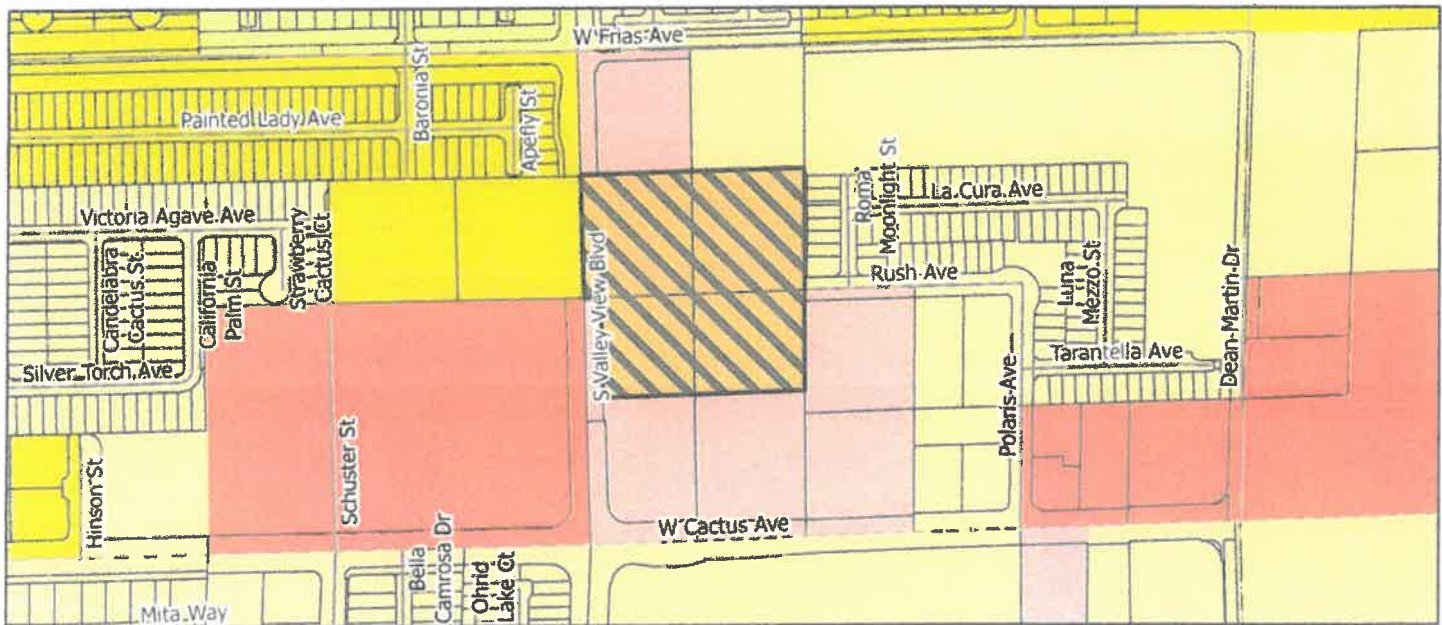 W Frias Ave
Baronia St
Painted Lady Ave
Apefly St
Victoria Agave Ave
Candelabra
Cactus St
California
Palm St
Strawberry
Cactus Ct
Silver Torch Ave
Hinson St
Schuster St
Mita Way
Bella
Camrosa Dr
Ohrid
Lake Ct
S Valley View Blvd
W Cactus Ave
Roma
Moonlight St
La Cura Ave
Rush Ave
Luna
Mezzo St
Tarantella Ave
Polaris Ave
Dean Martin Dr